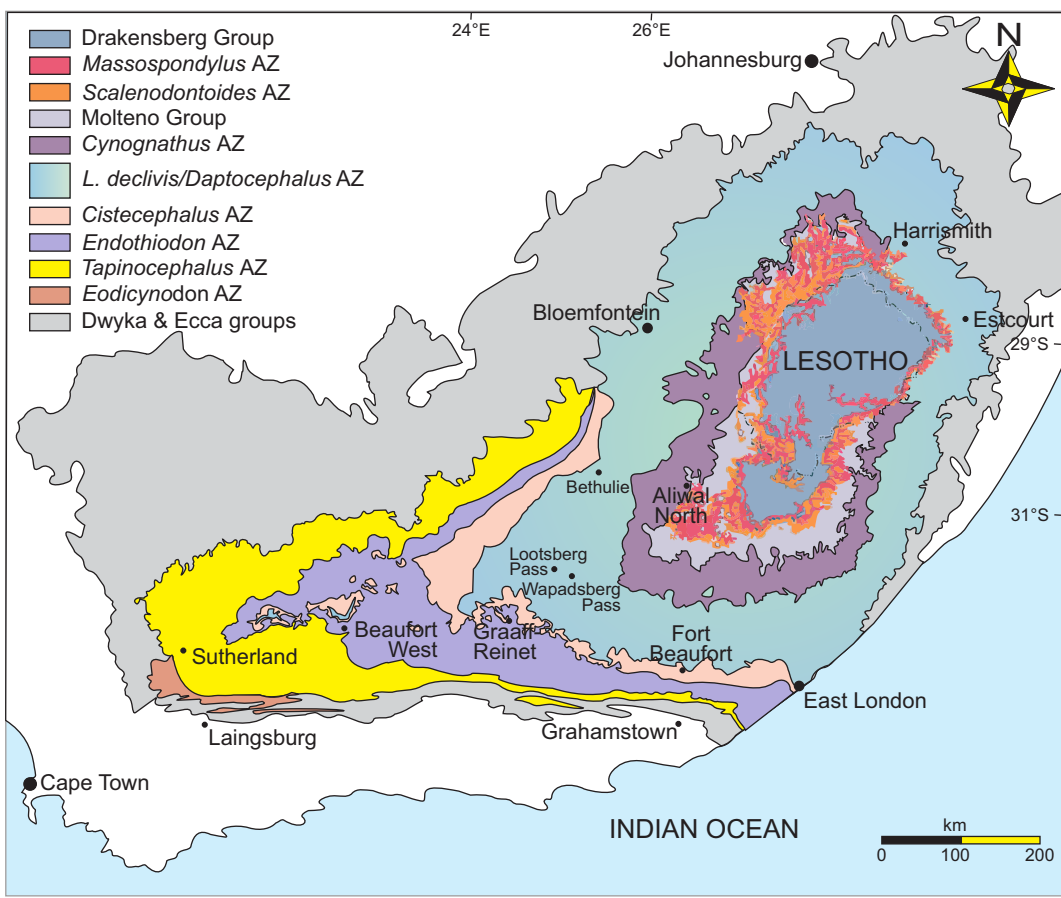 24°E
26°E
N
Drakensberg Group
Massospondylus AZ
Scalenodontoides AZ
Molteno Group
Cynognathus AZ
L. declivis/Daptocephalus AZ
Cistecephalus AZ
Endothiodon AZ
Tapinocephalus AZ
Eodicynodon AZ
Dwyka & Ecca groups
Johannesburg
Harrismith
Bloemfontein
Estcourt
29°S
LESOTHO
Bethulie
Aliwal
North
31°S
Lootsberg
Pass
Wapadsberg
Pass
Beaufort
West
Graaff
Reinet
Fort
Beaufort
Sutherland
East London
Laingsburg
Grahamstown
Cape Town
INDIAN OCEAN
km
0
100
200